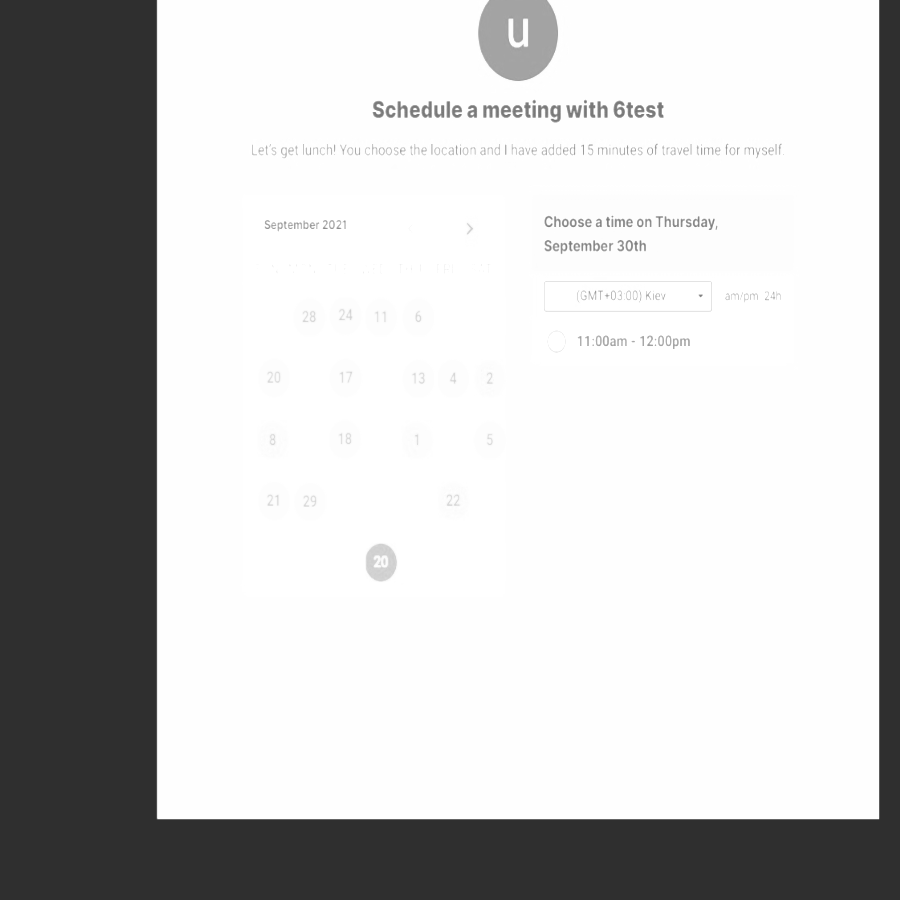 u
Schedule a meeting with 6test
Let's get lunch! You choose the location and I have added 15 minutes of travel time for myself.
September 2021
28 24 11 6
20 17 13 4 2
8 18 1 5
21 29 22
20
Choose a time on Thursday,
September 30th
(GMT+03:00) Kiev am/pm 24h
11:00am - 12:00pm